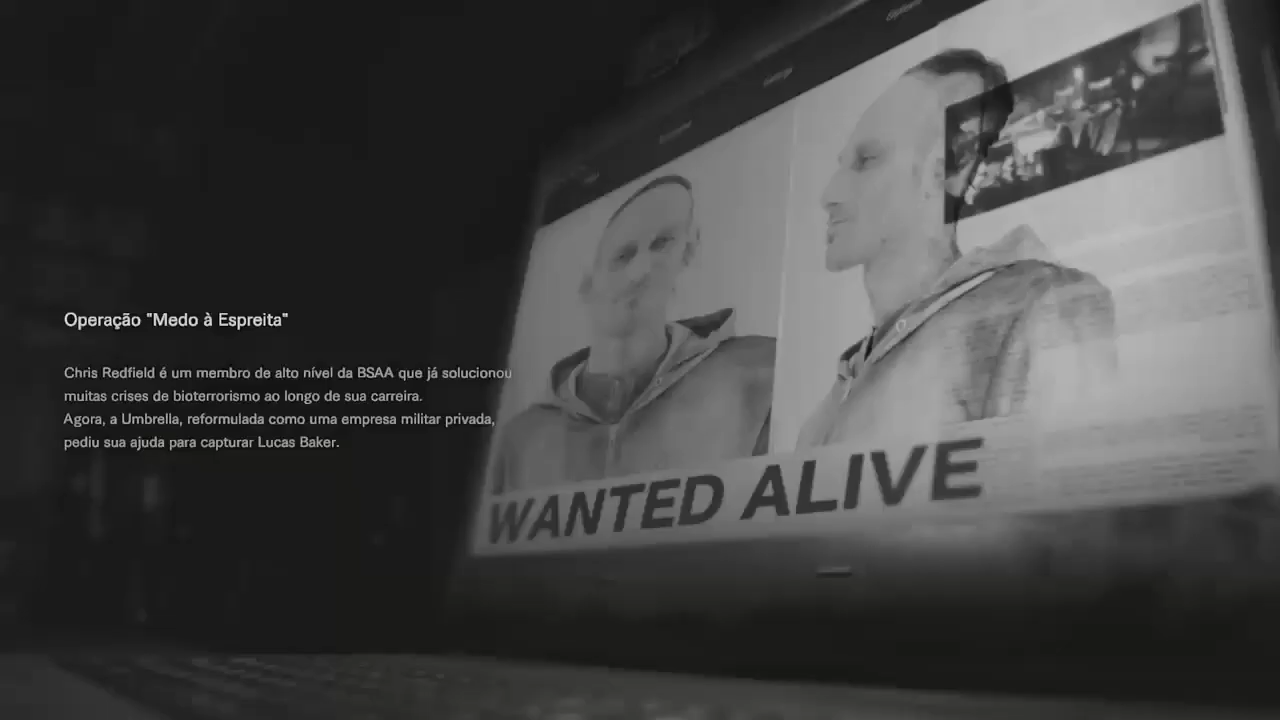 Operação "Medo à Espreita"
Chris Redfield é um membro de alto nível da BSAA que já solucionou
muitas crises de bioterrorismo ao longo de sua carreira.
Agora, a Umbrella, reformulada como uma empresa militar privada,
pediu sua ajuda para capturar Lucas Baker.
WANTED ALIVE